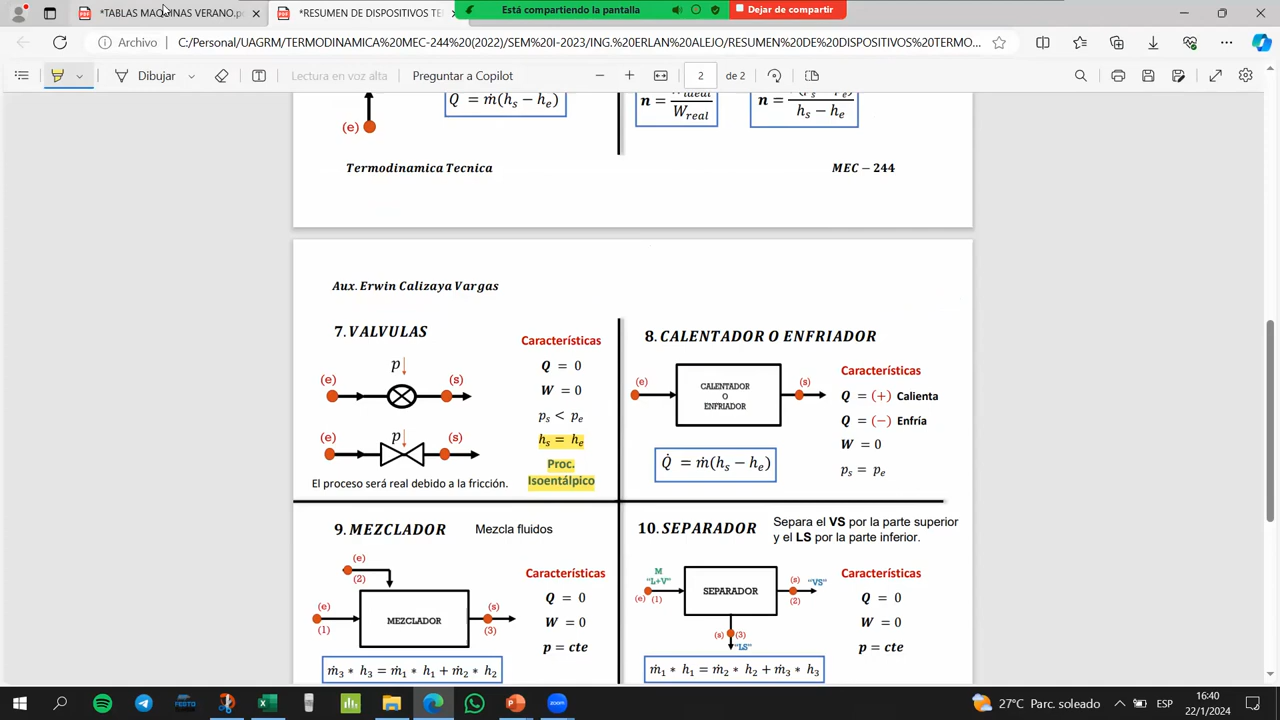 *TABLAS MAQUINAS VERANO.p
*RESUMEN DE DISPOSITIVOS TE
Está compartiendo la pantalla
Dejar de compartir
Archivo
C:/Personal/UAGRM/TERMODINAMICA%20MEC-244%20(2022)/SEM%20I-2023/ING.%20ERLAN%20ALEJO/RESUMEN%20DE%20DISPOSITIVOS%20TERMO...
Dibujar
Lectura en voz alta
Preguntar a Copilot
2
de 2
(e)
Q̇ = ṁ(hs − he)
n = Wideal / Wreal
hs − he
Termodinamica Tecnica
MEC − 244
Aux. Erwin Calizaya Vargas
7. VALVULAS
p↓
(e)
(s)
p↓
(e)
(s)
El proceso será real debido a la fricción.
Características
Q = 0
W = 0
ps < pe
hs = he
Proc.
Isoentálpico
8. CALENTADOR O ENFRIADOR
(e)
CALENTADOR
O
ENFRIADOR
(s)
Q̇ = ṁ(hs − he)
Características
Q = (+) Calienta
Q = (−) Enfría
W = 0
ps = pe
9. MEZCLADOR
Mezcla fluidos
(e)
(2)
(e)
(1)
MEZCLADOR
(s)
(3)
ṁ3 * h3 = ṁ1 * h1 + ṁ2 * h2
Características
Q = 0
W = 0
p = cte
10. SEPARADOR
Separa el VS por la parte superior
y el LS por la parte inferior.
M
"L+V"
(e) (1)
SEPARADOR
(s)
"VS"
(2)
(s) (3)
"LS"
ṁ1 * h1 = ṁ2 * h2 + ṁ3 * h3
Características
Q = 0
W = 0
p = cte
FESTO
zoom
27°C Parc. soleado
ESP
16:40
22/1/2024